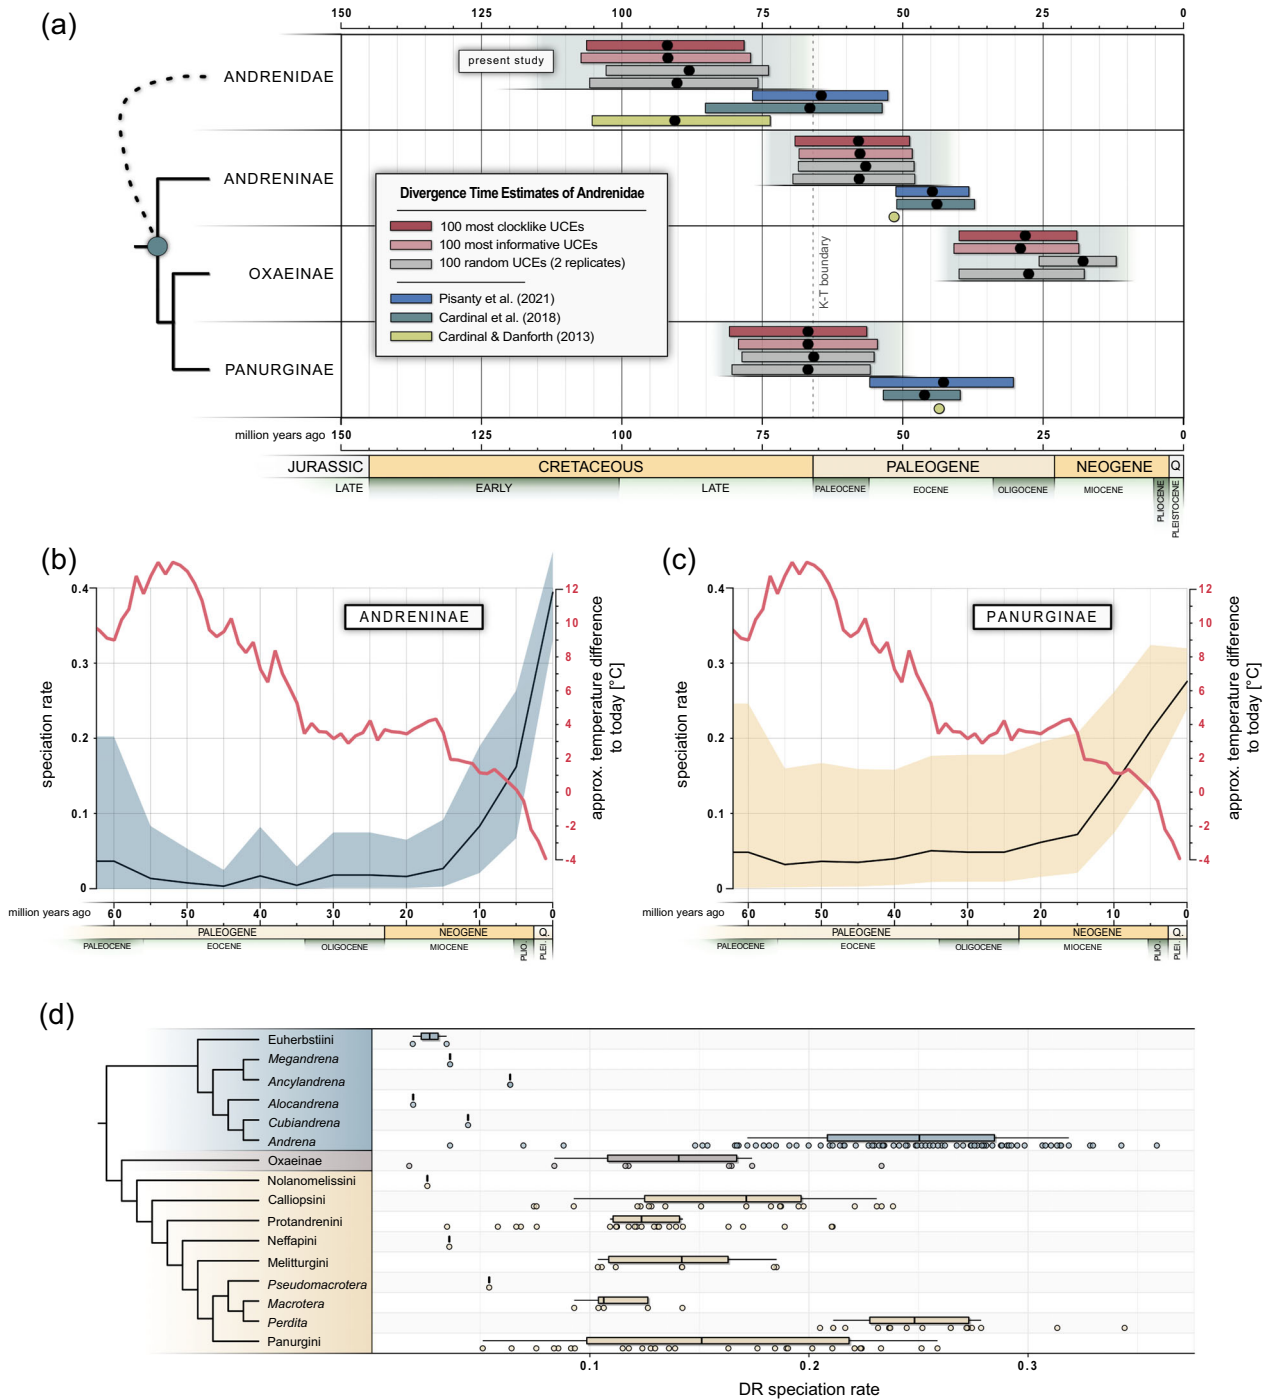 (a)
150 125 100 75 50 25 0
present study
ANDRENIDAE
ANDRENINAE
OXAEINAE
PANURGINAE
Divergence Time Estimates of Andrenidae
100 most clocklike UCEs
100 most informative UCEs
100 random UCEs (2 replicates)
Pisanty et al. (2021)
Cardinal et al. (2018)
Cardinal & Danforth (2013)
K-T boundary
million years ago 150 125 100 75 50 25 0
JURASSIC CRETACEOUS PALEOGENE NEOGENE Q
LATE EARLY LATE PALEOCENE EOCENE OLIGOCENE MIOCENE PLIOCENE PLEISTOCENE
(b)
ANDRENINAE
speciation rate
0.4
0.3
0.2
0.1
0
12
10
8
6
4
2
0
-2
-4
approx. temperature difference
to today [°C]
million years ago 60 50 40 30 20 10 0
PALEOGENE NEOGENE Q.
PALEOCENE EOCENE OLIGOCENE MIOCENE PLIO. PLEI.
(c)
PANURGINAE
speciation rate
0.4
0.3
0.2
0.1
0
12
10
8
6
4
2
0
-2
-4
approx. temperature difference
to today [°C]
million years ago 60 50 40 30 20 10 0
PALEOGENE NEOGENE Q.
PALEOCENE EOCENE OLIGOCENE MIOCENE PLIO. PLEI.
(d)
Euherbstiini
Megandrena
Ancylandrena
Alocandrena
Cubiandrena
Andrena
Oxaeinae
Nolanomelissini
Calliopsini
Protandrenini
Neffapini
Melitturgini
Pseudomacrotera
Macrotera
Perdita
Panurgini
0.1 0.2 0.3
DR speciation rate